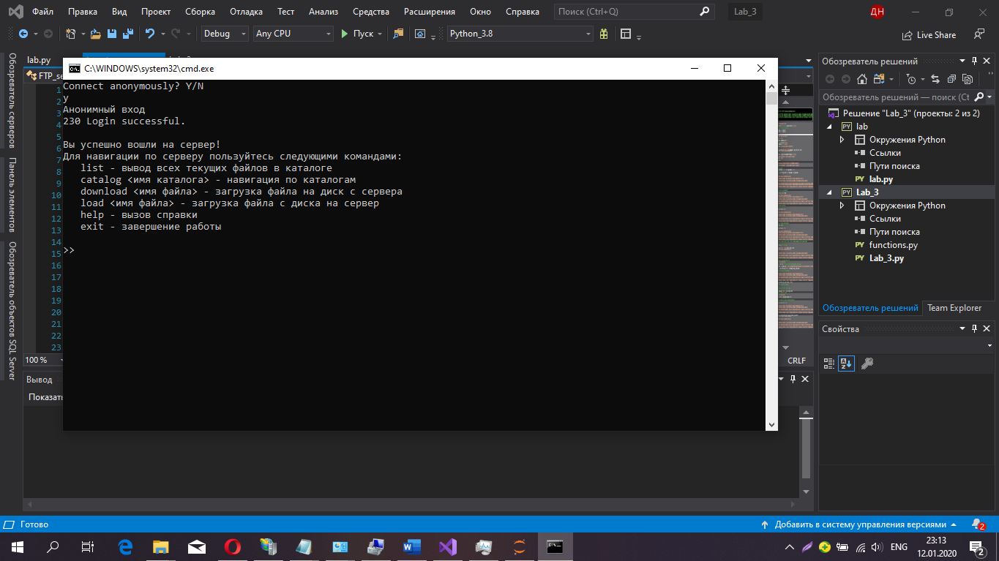 Файл Правка Вид Проект Сборка Отладка Тест Анализ Средства Расширения Окно Справка Поиск (Ctrl+Q) Lab_3 ДН
Debug Any CPU Пуск Python_3.8 Live Share
Обозреватель серверов
Панель элементов
Обозреватель объектов SQL Server
lab.py
FTP_se
C:\WINDOWS\system32\cmd.exe
Connect anonymously? Y/N
y
Анонимный вход
230 Login successful.
Вы успешно вошли на сервер!
Для навигации по серверу пользуйтесь следующими командами:
list - вывод всех текущих файлов в каталоге
catalog <имя каталога> - навигация по каталогам
download <имя файла> - загрузка файла на диск с сервера
load <имя файла> - загрузка файла с диска на сервер
help - вызов справки
exit - завершение работы
>>
1
2
3
4
5
6
7
8
9
10
11
12
13
14
15
16
17
18
19
20
21
22
23
100 %
CRLF
Вывод
Показать
Обозреватель решений
Обозреватель решений — поиск (Ct
Решение "Lab_3" (проекты: 2 из 2)
PY lab
Окружения Python
Ссылки
Пути поиска
PY lab.py
PY Lab_3
Окружения Python
Ссылки
Пути поиска
PY functions.py
PY Lab_3.py
Обозреватель решений Team Explorer
Свойства
Готово Добавить в систему управления версиями 2
ENG 23:13
12.01.2020 2